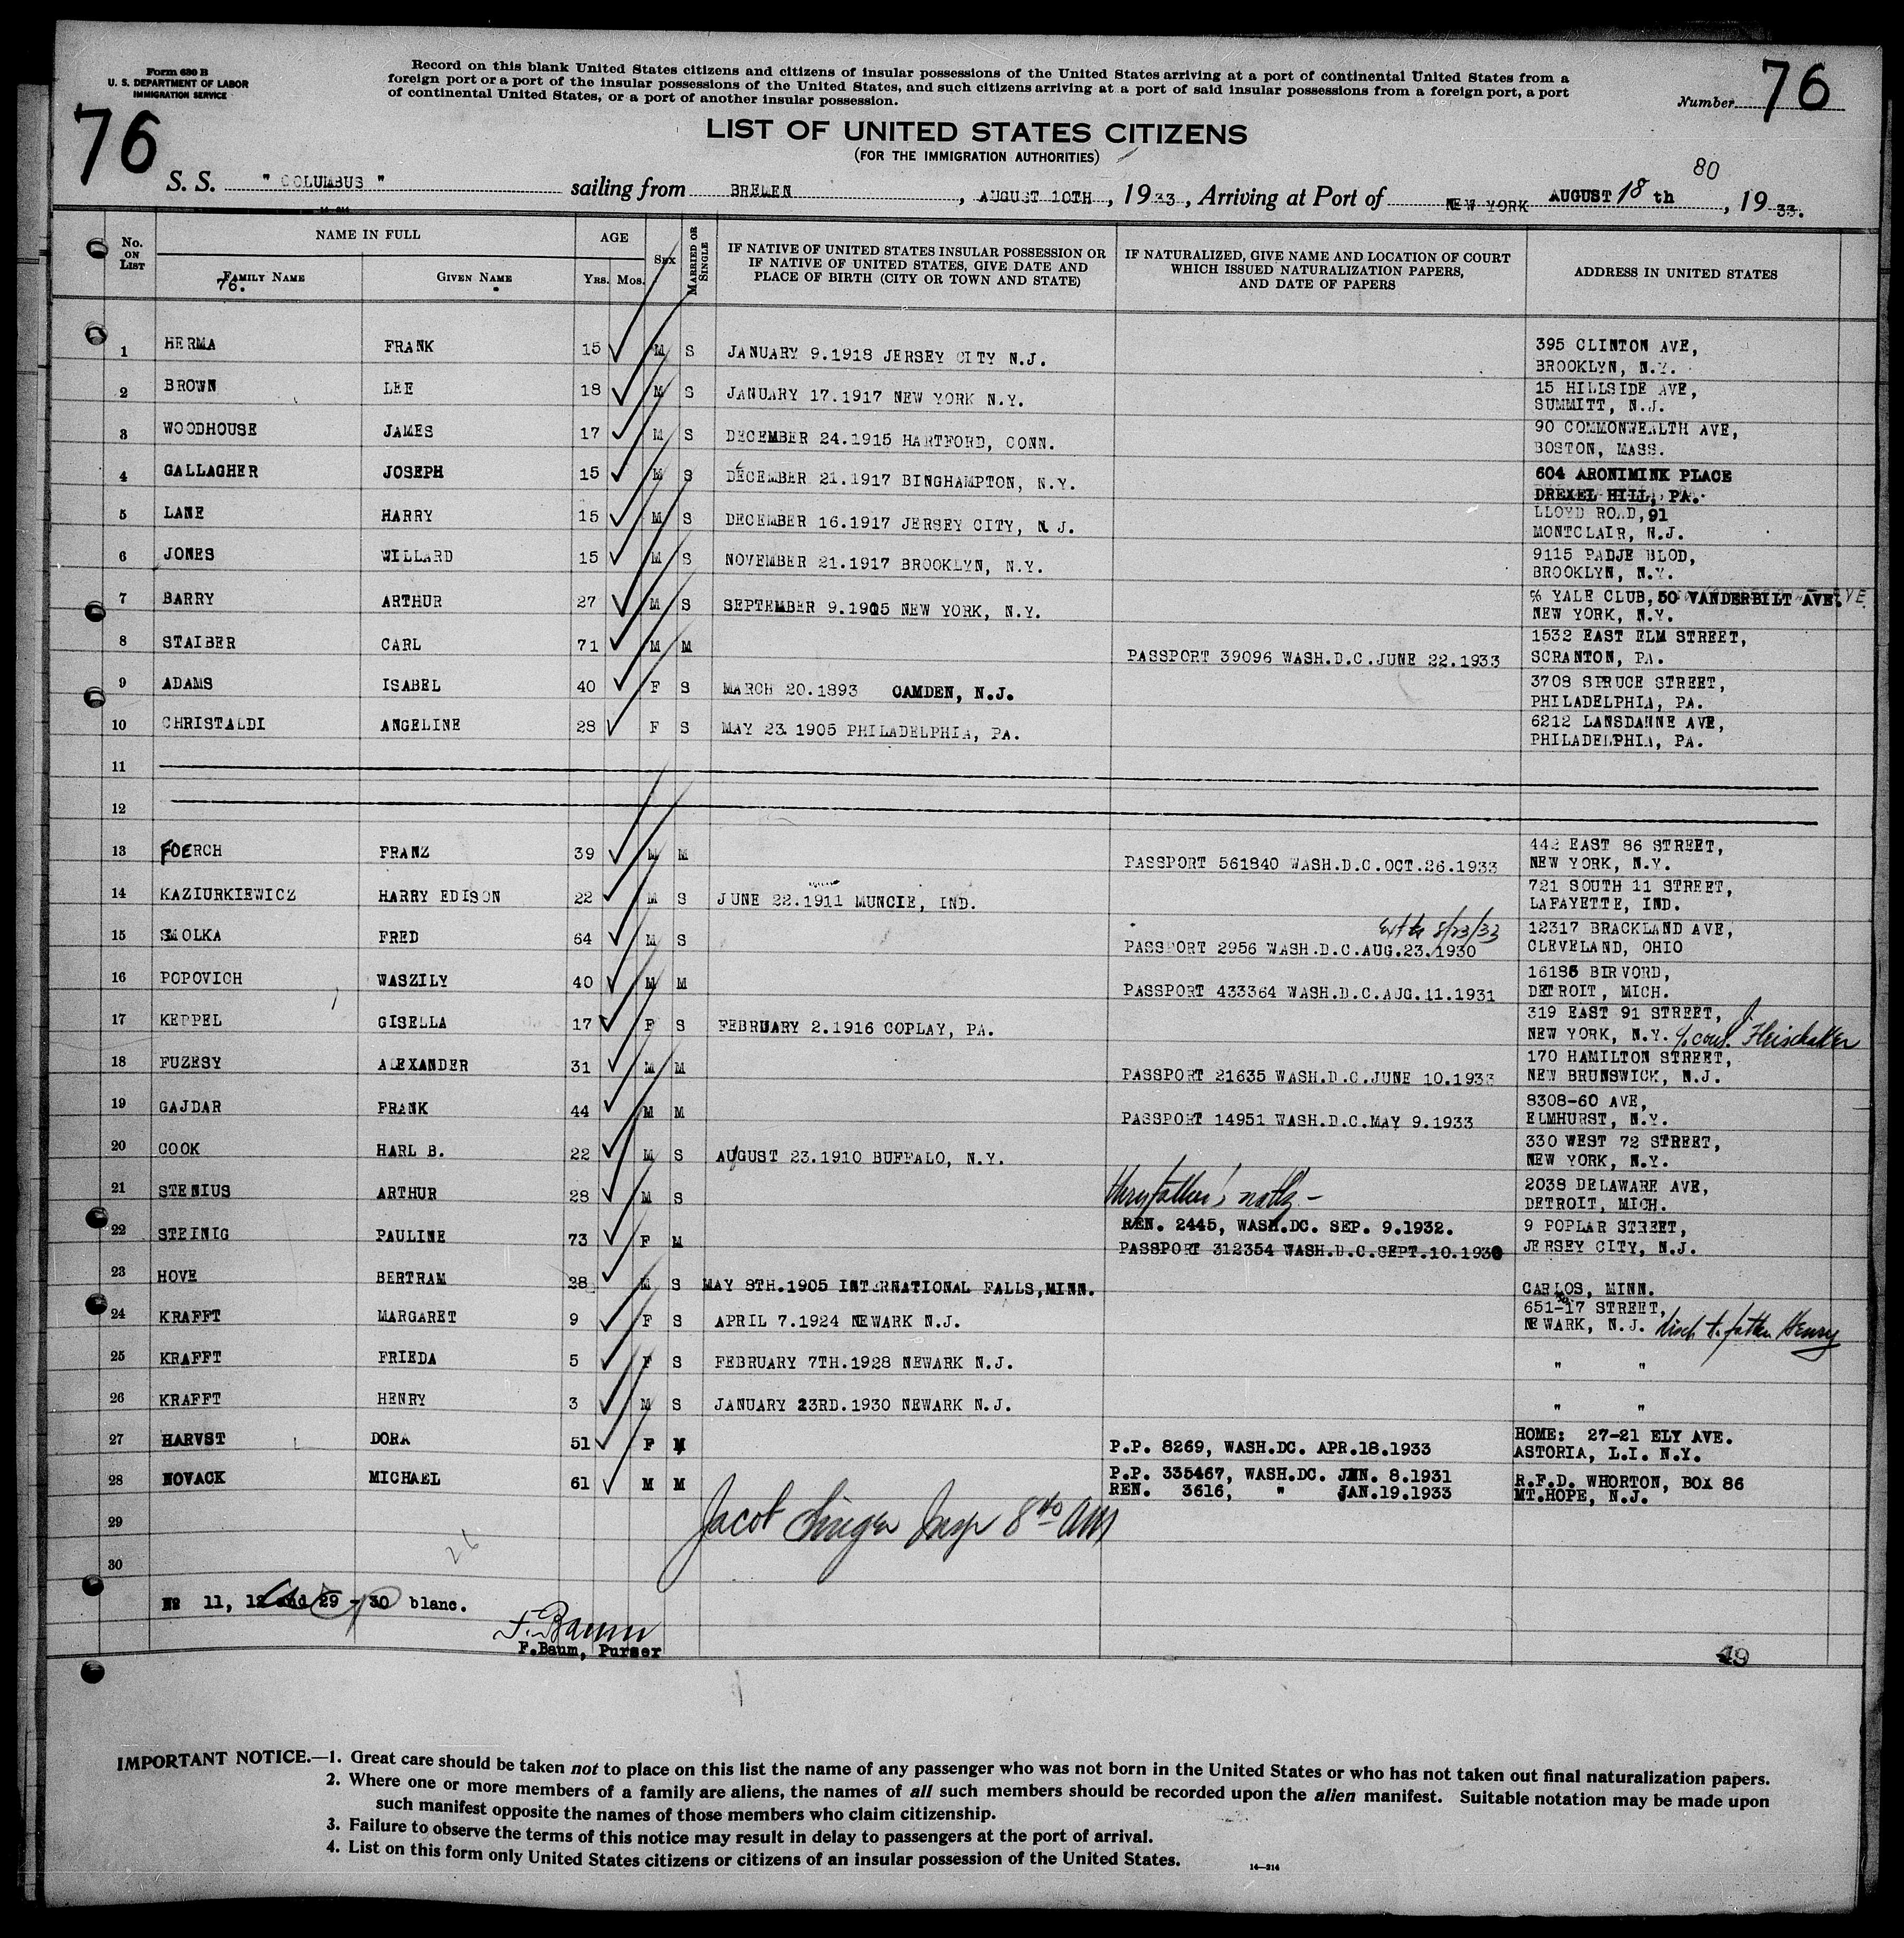 Form 630 B
U. S. DEPARTMENT OF LABOR
IMMIGRATION SERVICE
Record on this blank United States citizens and citizens of insular possessions of the United States arriving at a port of continental United States from a
foreign port or a port of the insular possessions of the United States, and such citizens arriving at a port of said insular possessions from a foreign port, a port
of continental United States, or a port of another insular possession.
Number 76
76
LIST OF UNITED STATES CITIZENS
(FOR THE IMMIGRATION AUTHORITIES)
80
S. S. " COLUMBUS " sailing from BREMEN , AUGUST 10TH , 19 33 , Arriving at Port of NEW YORK AUGUST 18 th , 19 33.
No. ON LIST
NAME IN FULL
FAMILY NAME
76.
GIVEN NAME
AGE
YRS. MOS.
SEX
MARRIED OR SINGLE
IF NATIVE OF UNITED STATES INSULAR POSSESSION OR
IF NATIVE OF UNITED STATES, GIVE DATE AND
PLACE OF BIRTH (CITY OR TOWN AND STATE)
IF NATURALIZED, GIVE NAME AND LOCATION OF COURT
WHICH ISSUED NATURALIZATION PAPERS,
AND DATE OF PAPERS
ADDRESS IN UNITED STATES
1 HERMA FRANK 15 M S JANUARY 9.1918 JERSEY CITY N.J. 395 CLINTON AVE,
BROOKLYN, N.Y.
2 BROWN LEE 18 M S JANUARY 17.1917 NEW YORK N.Y. 15 HILLSIDE AVE,
SUMMITT, N.J.
3 WOODHOUSE JAMES 17 M S DECEMBER 24.1915 HARTFORD, CONN. 90 COMMONWEALTH AVE,
BOSTON, MASS.
4 GALLAGHER JOSEPH 15 M S DECEMBER 21.1917 BINGHAMPTON, N.Y. 604 ARONIMINK PLACE
DREXEL HILL, PA.
5 LANE HARRY 15 M S DECEMBER 16.1917 JERSEY CITY, N.J. LLOYD ROAD,91
MONTCLAIR, N.J.
6 JONES WILLARD 15 M S NOVEMBER 21.1917 BROOKLYN, N.Y. 9115 PADJE BLOD,
BROOKLYN, N.Y.
7 BARRY ARTHUR 27 M S SEPTEMBER 9.1905 NEW YORK, N.Y. % YALE CLUB, 50 VANDERBILT AVE.
NEW YORK, N.Y.
8 STAIBER CARL 71 M M PASSPORT 39096 WASH.D.C.JUNE 22.1933 1532 EAST ELM STREET,
SCRANTON, PA.
9 ADAMS ISABEL 40 F S MARCH 20.1893 CAMDEN, N.J. 3708 SPRUCE STREET,
PHILADELPHIA, PA.
10 CHRISTALDI ANGELINE 28 F S MAY 23.1905 PHILADELPHIA, PA. 6212 LANSDANNE AVE,
PHILADELPHIA, PA.
11
12
13 FOERCH FRANZ 39 M M PASSPORT 561840 WASH.D.C.OCT.26.1933 442 EAST 86 STREET,
NEW YORK, N.Y.
14 KAZIURKIEWICZ HARRY EDISON 22 M S JUNE 22.1911 MUNCIE, IND. 721 SOUTH 11 STREET,
LAFAYETTE, IND.
15 SMOLKA FRED 64 M S PASSPORT 2956 WASH.D.C.AUG.23.1930 8/23/33 12317 BRACKLAND AVE,
CLEVELAND, OHIO
16 POPOVICH WASZILY 40 M M PASSPORT 433364 WASH.D.C.AUG.11.1931 16186 BIRVORD,
DETROIT, MICH.
17 KEPPEL GISELLA 17 F S FEBRUARY 2.1916 COPLAY, PA. 319 EAST 91 STREET,
NEW YORK, N.Y.
18 FUZESY ALEXANDER 31 M M PASSPORT 21635 WASH.D.C.JUNE 10.1933 170 HAMILTON STREET,
NEW BRUNSWICK, N.J.
19 GAJDAR FRANK 44 M M PASSPORT 14951 WASH.D.C.MAY 9.1933 8308-60 AVE,
ELMHURST, N.Y.
20 COOK HARL B. 22 M S AUGUST 23.1910 BUFFALO, N.Y. 330 WEST 72 STREET,
NEW YORK, N.Y.
21 STENIUS ARTHUR 28 M S 2038 DELAWARE AVE,
DETROIT, MICH.
22 STEINIG PAULINE 73 F M REN. 2445, WASH.DC. SEP. 9.1932. 9 POPLAR STREET,
PASSPORT 312354 WASH.D.C.SEPT.10.1930 JERSEY CITY, N.J.
23 HOVE BERTRAM 28 M S MAY 8TH.1905 INTERNATIONAL FALLS,MINN. CARLOS, MINN.
24 KRAFFT MARGARET 9 F S APRIL 7.1924 NEWARK N.J. 651-17 STREET,
NEWARK, N.J. disch to father Henry
25 KRAFFT FRIEDA 5 F S FEBRUARY 7TH.1928 NEWARK N.J. " "
26 KRAFFT HENRY 3 M S JANUARY 23RD.1930 NEWARK N.J. " "
27 HARVST DORA 51 F M P.P. 8269, WASH.DC. APR.18.1933 HOME: 27-21 ELY AVE.
ASTORIA, L.I. N.Y.
28 NOVACK MICHAEL 61 M M P.P. 335467, WASH.DC. JAN. 8.1931 R.F.D. WHORTON, BOX 86
REN. 3616, " JAN.19.1933 MT.HOPE, N.J.
29
30
Jacob Singer Insp 8 40 AM
26
No 11, 12 and 29 - 30 blanc.
F. Baum
F.Baum, Purser
49
IMPORTANT NOTICE.—1. Great care should be taken not to place on this list the name of any passenger who was not born in the United States or who has not taken out final naturalization papers.
2. Where one or more members of a family are aliens, the names of all such members should be recorded upon the alien manifest. Suitable notation may be made upon
such manifest opposite the names of those members who claim citizenship.
3. Failure to observe the terms of this notice may result in delay to passengers at the port of arrival.
4. List on this form only United States citizens or citizens of an insular possession of the United States.
14—214